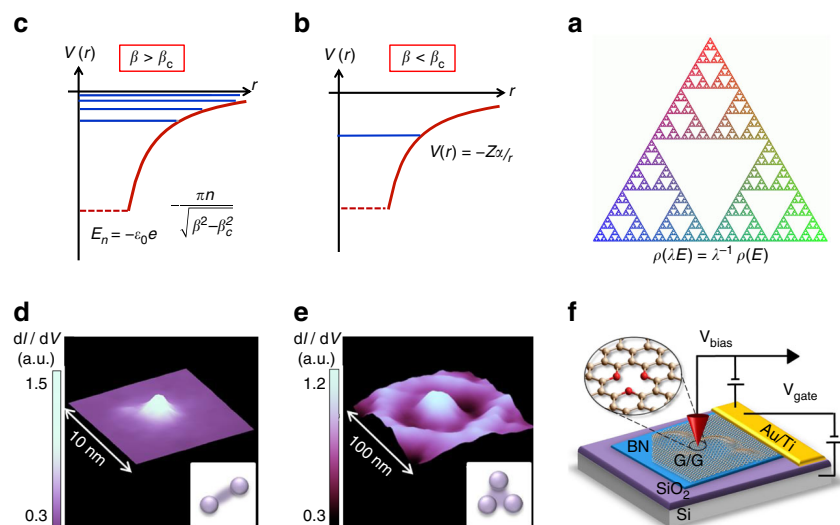 c
b
a
V(r)
β > βc
r
Eₙ = −ε₀e
− πn
√β²−βc²
V(r)
β < βc
r
V(r) = −Zα/r
ρ(λE) = λ⁻¹ ρ(E)
d
dI / dV
(a.u.)
1.5
0.3
10 nm
e
dI / dV
(a.u.)
1.2
0.3
100 nm
f
V_bias
V_gate
Au/Ti
BN
G/G
SiO₂
Si